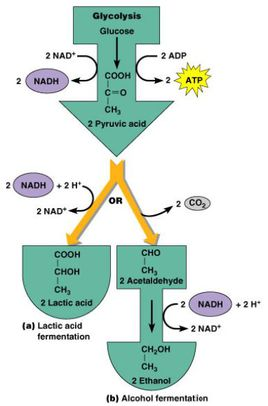 Glycolysis
Glucose
2 NAD⁺
2 ADP
2 NADH
2 ATP
COOH
C=O
CH₃
2 Pyruvic acid
2 NADH + 2 H⁺
2 NAD⁺
OR
2 CO₂
COOH
CHOH
CH₃
2 Lactic acid
(a) Lactic acid
fermentation
CHO
CH₃
2 Acetaldehyde
2 NADH + 2 H⁺
2 NAD⁺
CH₂OH
CH₃
2 Ethanol
(b) Alcohol fermentation